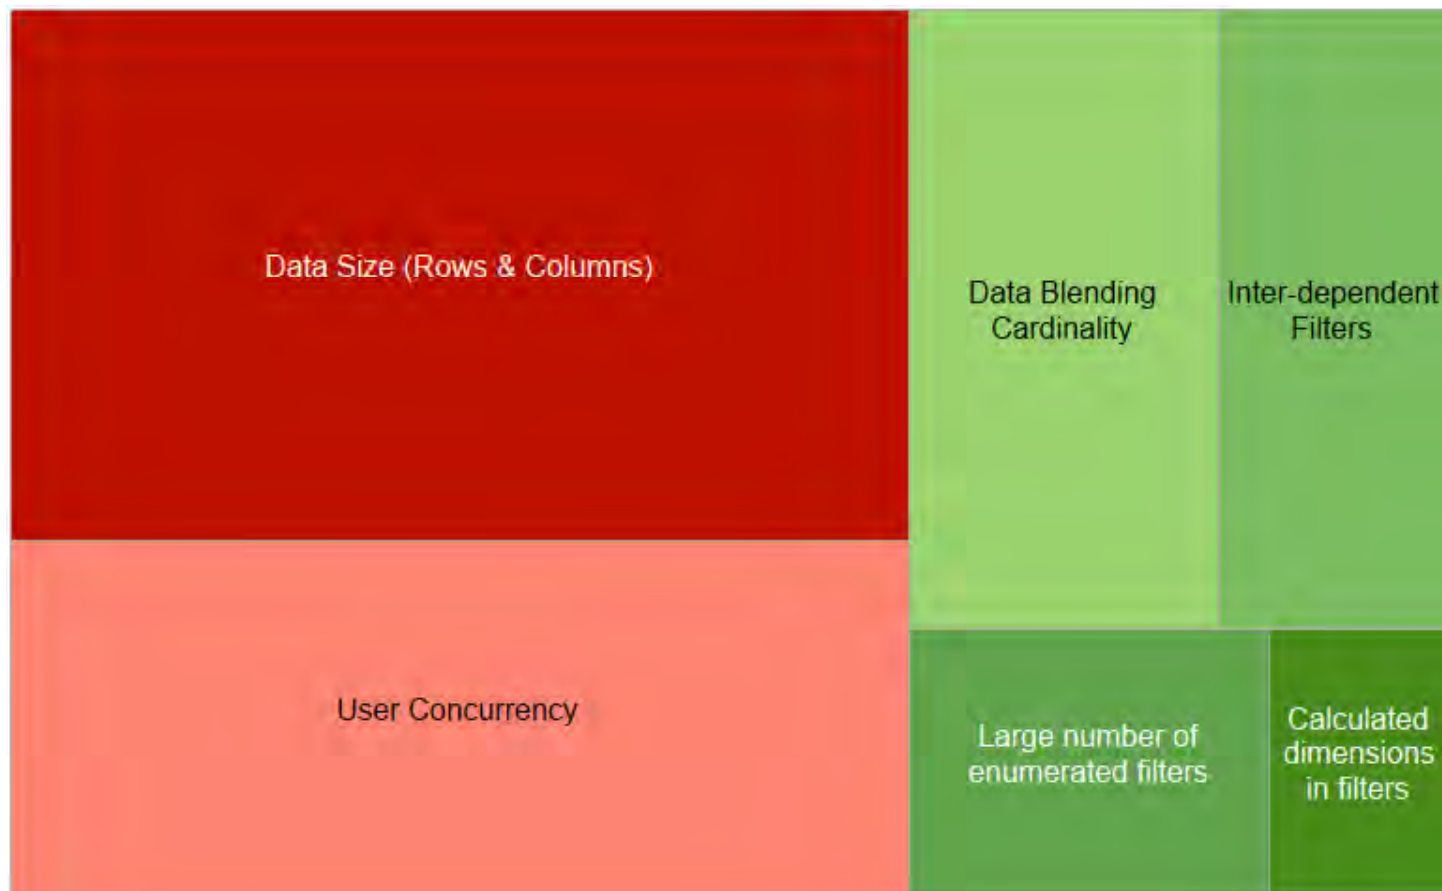 Data Size (Rows & Columns)
User Concurrency
Data Blending
Cardinality
Inter-dependent
Filters
Large number of
enumerated filters
Calculated
dimensions
in filters